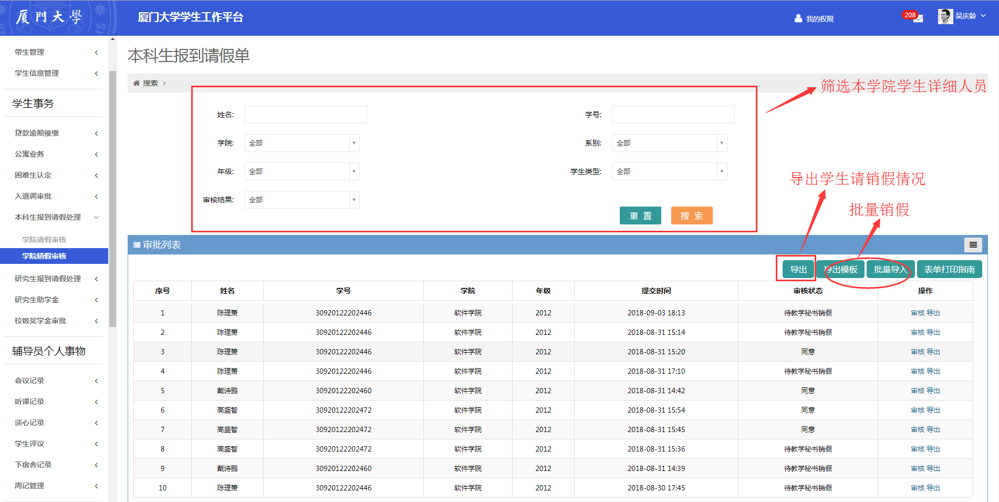 厦門大學
厦门大学学生工作平台
我的权限
208
吴庆龄
带生管理
学生信息管理
学生事务
贷款逾期催缴
公寓业务
困难生认定
入退调审批
本科生报到请假处理
学院请假审核
学院销假审核
研究生报到请假处理
研究生助学金
校级奖学金审批
辅导员个人事物
会议记录
听课记录
谈心记录
学生评议
下宿舍记录
周记管理
本科生报到请假单
搜索
筛选本学院学生详细人员
姓名: 学号:
学院: 全部 系别: 全部
年级: 全部 学生类型: 全部
审核结果: 全部
重 置 搜 索
导出学生请销假情况
批量销假
审批列表
导出 导出模板 批量导入 表单打印指南
序号 姓名 学号 学院 年级 提交时间 审核状态 操作
1 陈理箫 30920122202446 软件学院 2012 2018-09-03 18:13 待教学秘书销假 审核 导出
2 陈理箫 30920122202446 软件学院 2012 2018-08-31 15:14 待教学秘书销假 审核 导出
3 陈理箫 30920122202446 软件学院 2012 2018-08-31 15:20 同意 审核 导出
4 陈理箫 30920122202446 软件学院 2012 2018-08-31 17:10 待教学秘书销假 审核 导出
5 戴诗鹏 30920122202460 软件学院 2012 2018-08-31 14:42 同意 审核 导出
6 高盛智 30920122202472 软件学院 2012 2018-08-31 15:54 同意 审核 导出
7 高盛智 30920122202472 软件学院 2012 2018-08-31 15:45 同意 审核 导出
8 高盛智 30920122202472 软件学院 2012 2018-08-31 15:36 待教学秘书销假 审核 导出
9 戴诗鹏 30920122202460 软件学院 2012 2018-08-31 14:39 待教学秘书销假 审核 导出
10 陈理箫 30920122202446 软件学院 2012 2018-08-30 17:45 待教学秘书销假 审核 导出